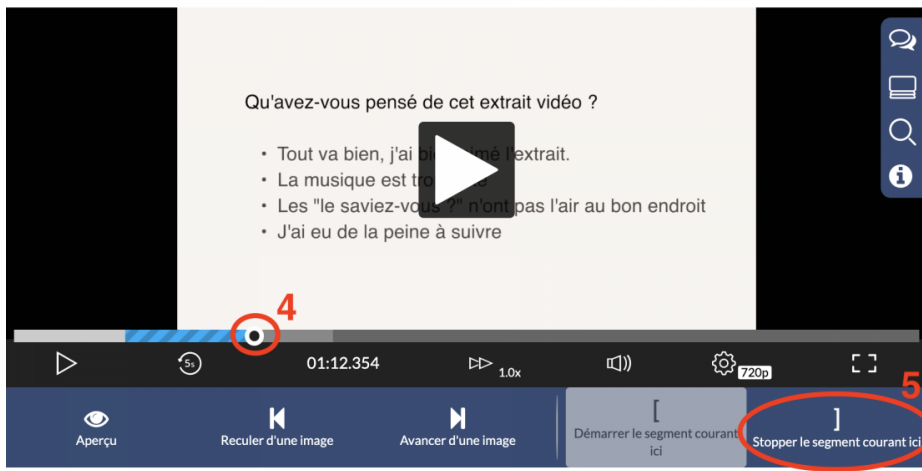 Qu'avez-vous pensé de cet extrait vidéo ?
• Tout va bien, j'ai l'extrait.
• La musique est
• Les "le saviez-vous ?" n'ont pas l'air au bon endroit
• J'ai eu de la peine à suivre
4
5s
01:12.354
1.0x
720p
5
[
]
Aperçu
Reculer d'une image
Avancer d'une image
Démarrer le segment courant
ici
Stopper le segment courant ici